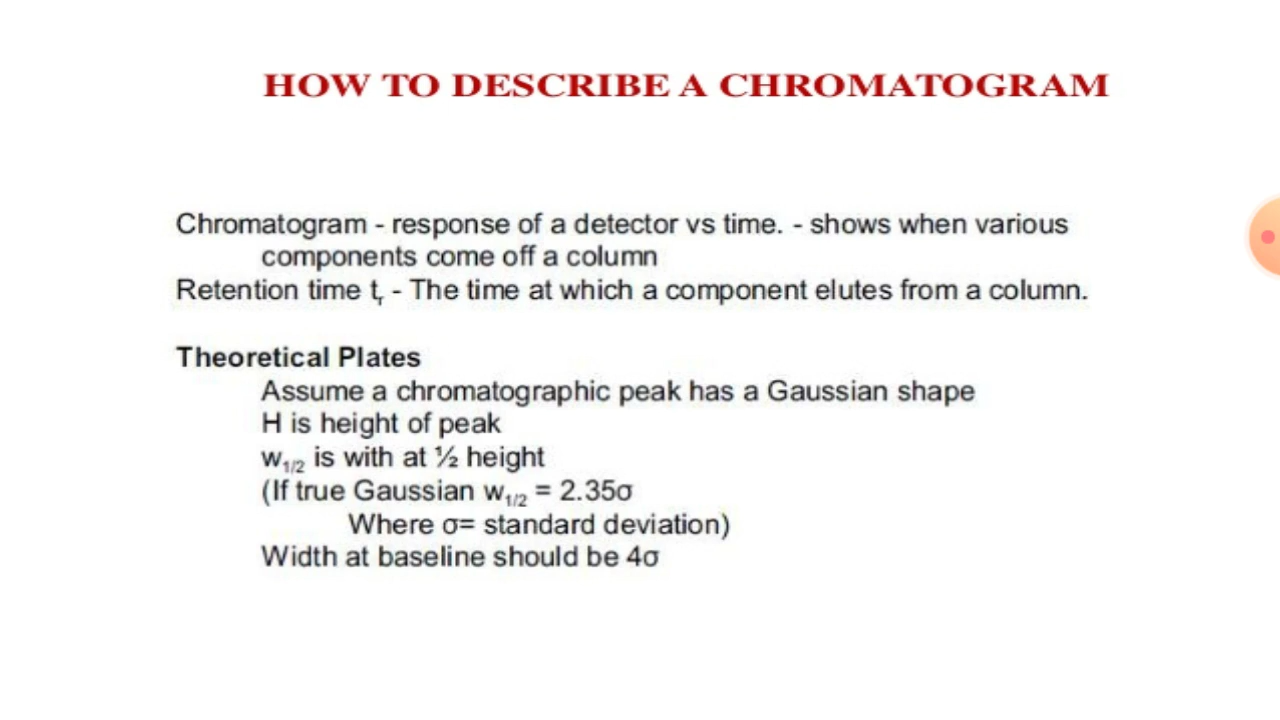 HOW TO DESCRIBE A CHROMATOGRAM
Chromatogram - response of a detector vs time. - shows when various
components come off a column
Retention time tᵣ - The time at which a component elutes from a column.
Theoretical Plates
Assume a chromatographic peak has a Gaussian shape
H is height of peak
w₁/₂ is with at ½ height
(If true Gaussian w₁/₂ = 2.35σ
Where σ= standard deviation)
Width at baseline should be 4σ